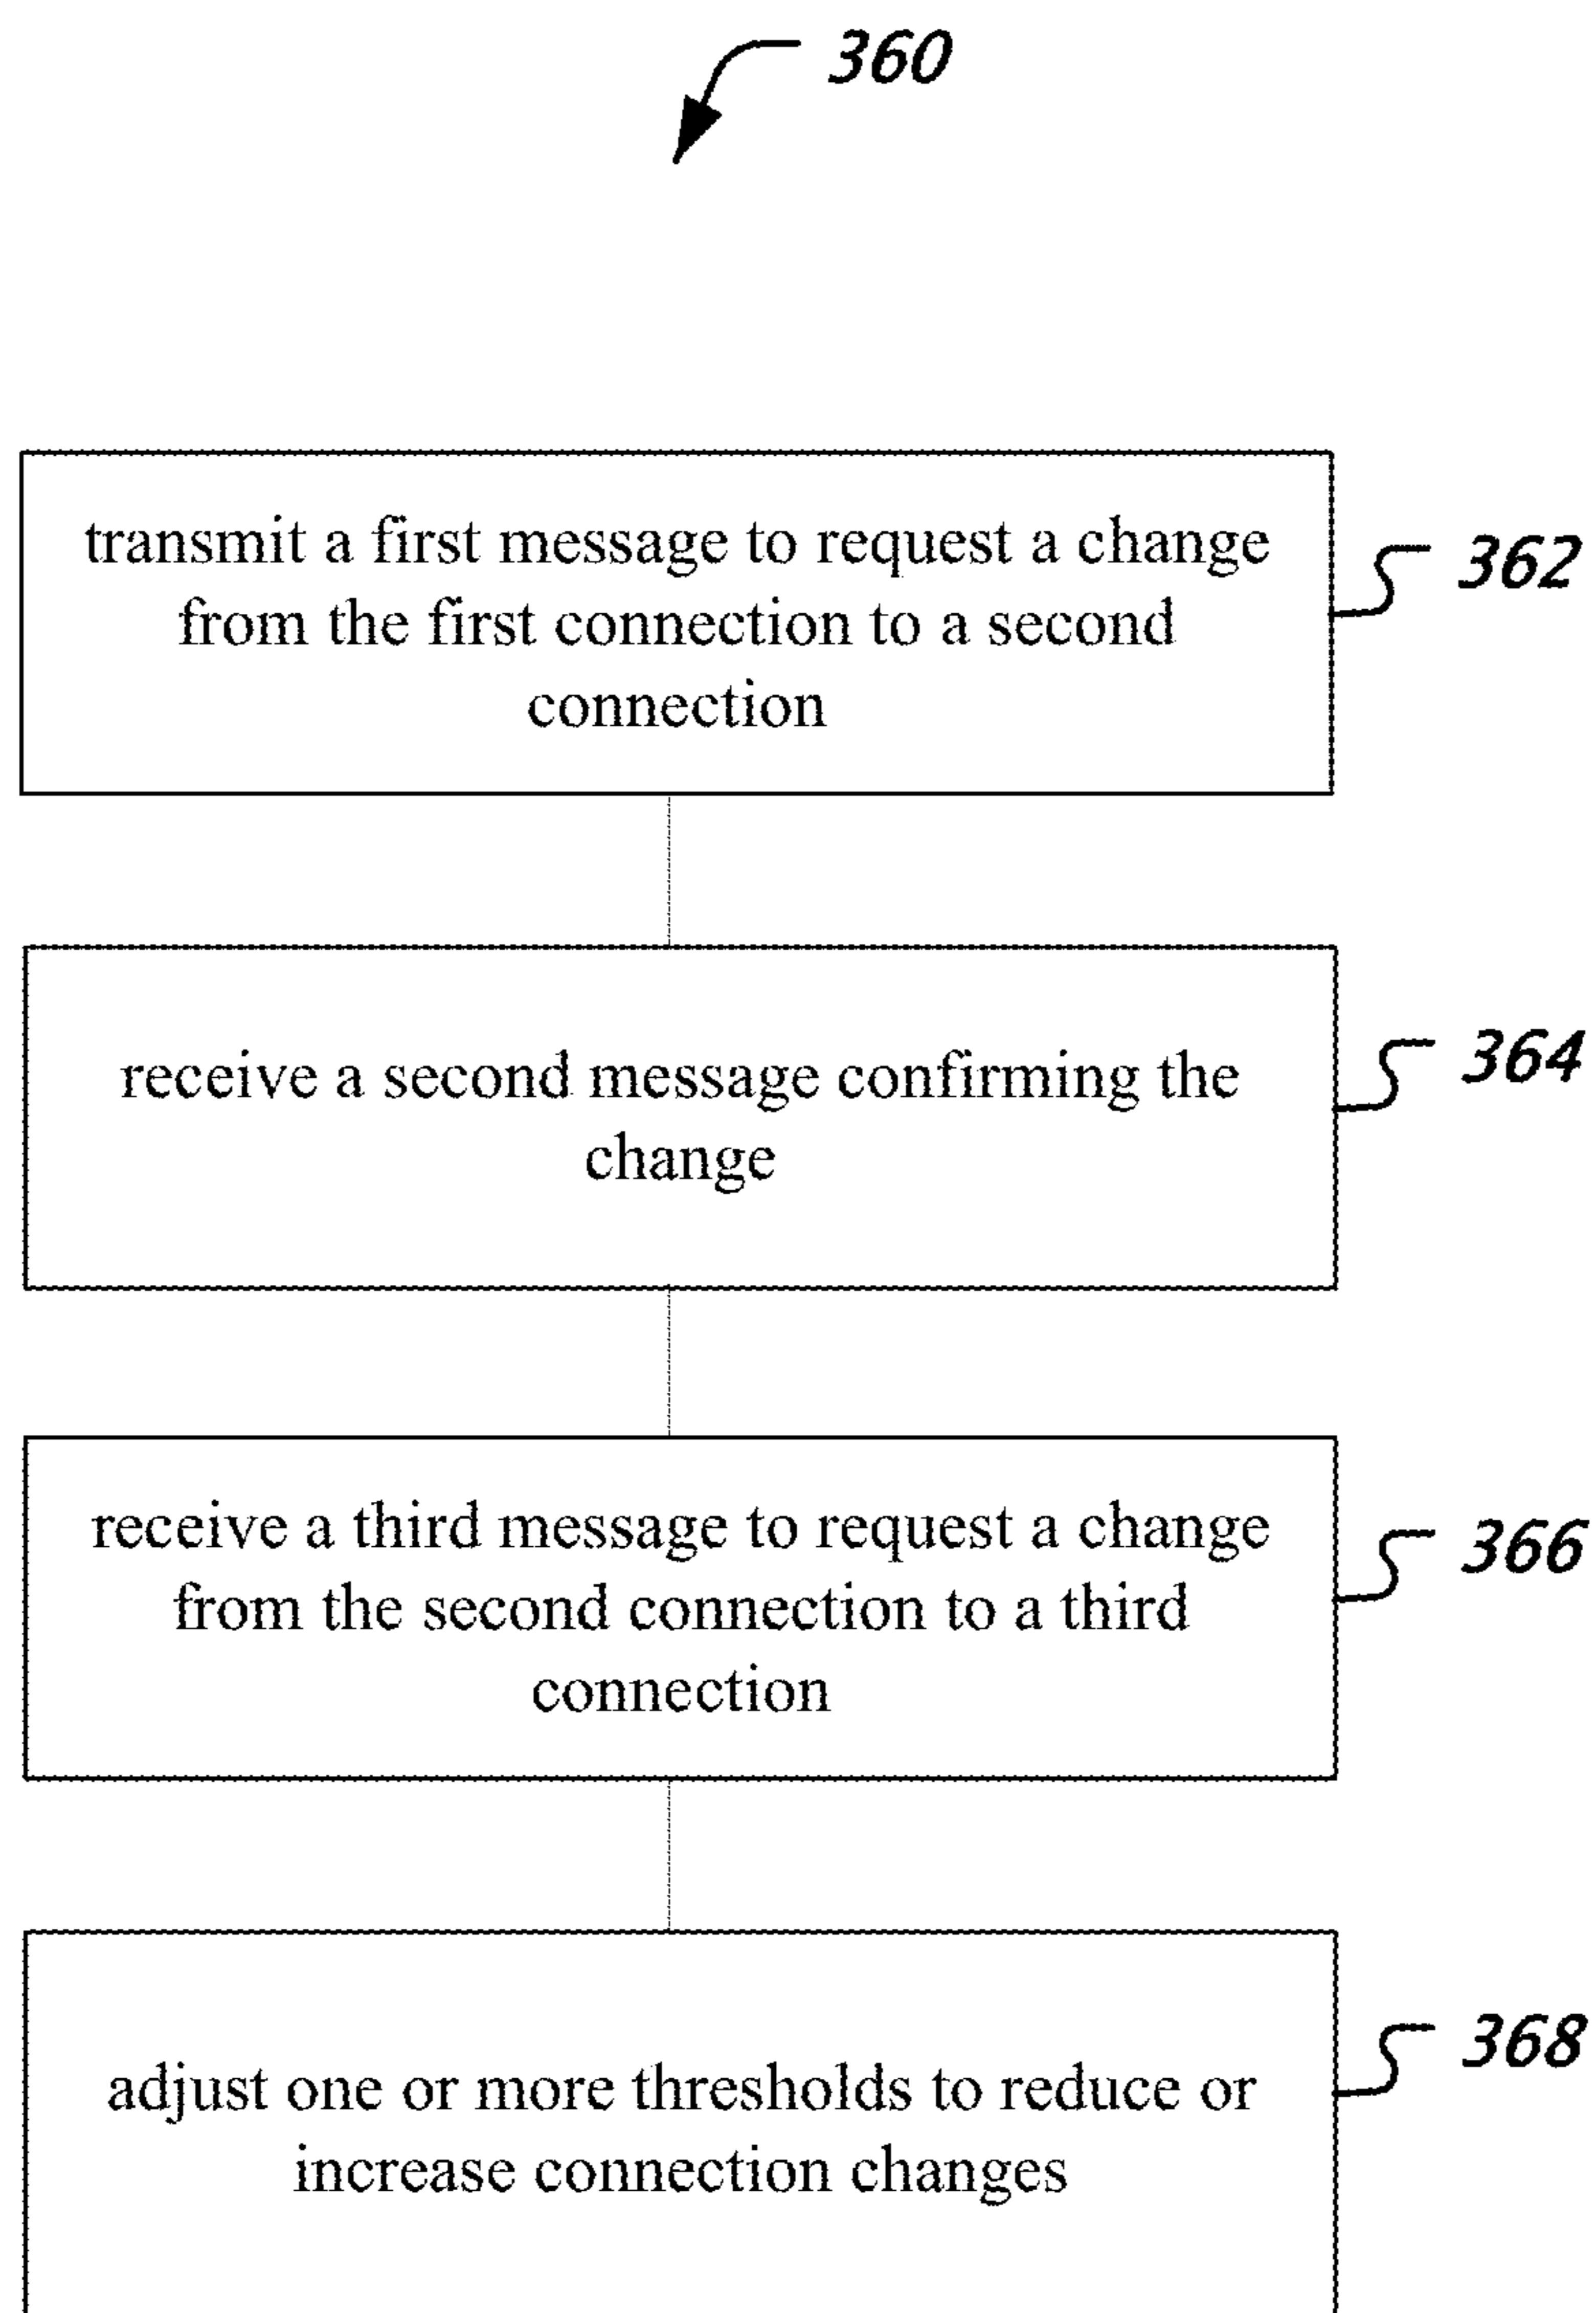 360
transmit a first message to request a change
from the first connection to a second
connection
362
receive a second message confirming the
change
364
receive a third message to request a change
from the second connection to a third
connection
366
adjust one or more thresholds to reduce or
increase connection changes
368